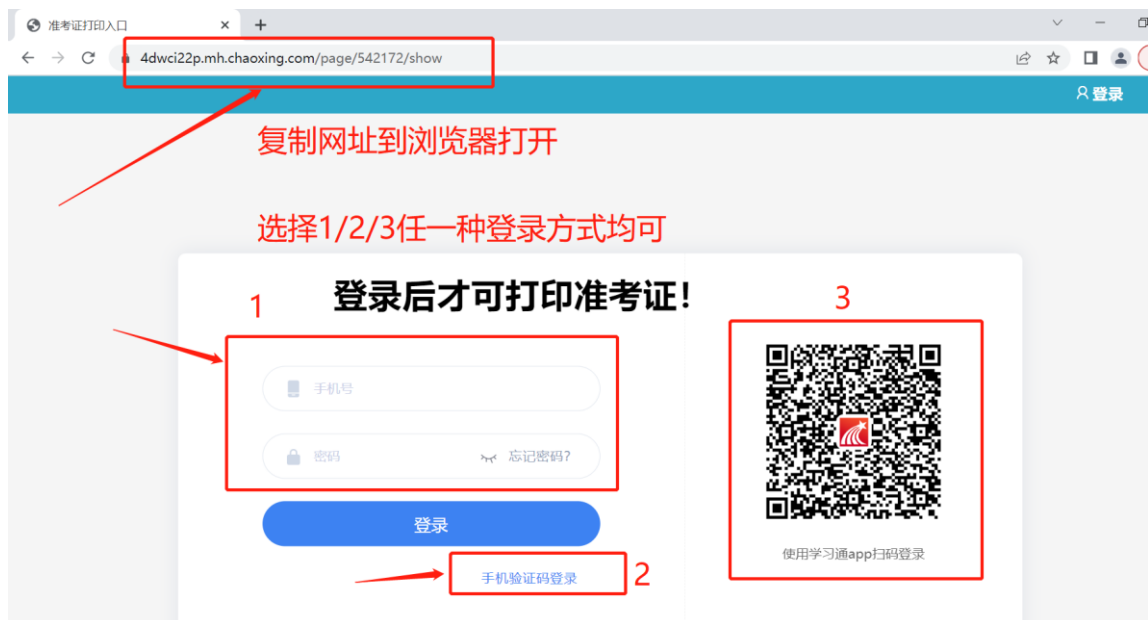 准考证打印入口
4dwci22p.mh.chaoxing.com/page/542172/show
登录
复制网址到浏览器打开
选择1/2/3任一种登录方式均可
登录后才可打印准考证！
1
3
手机号
密码
忘记密码?
登录
使用学习通app扫码登录
手机验证码登录
2